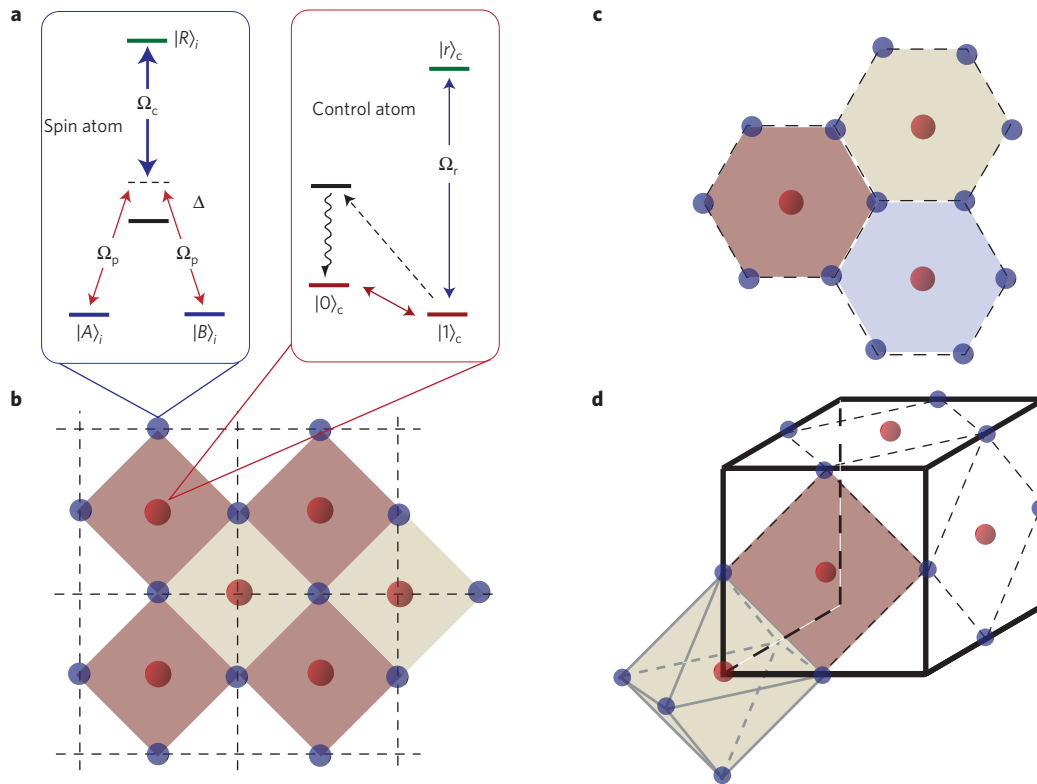 a
|R⟩i
Ωc
Spin atom
Δ
Ωp
Ωp
|A⟩i
|B⟩i
|r⟩c
Control atom
Ωr
|0⟩c
|1⟩c
b
c
d